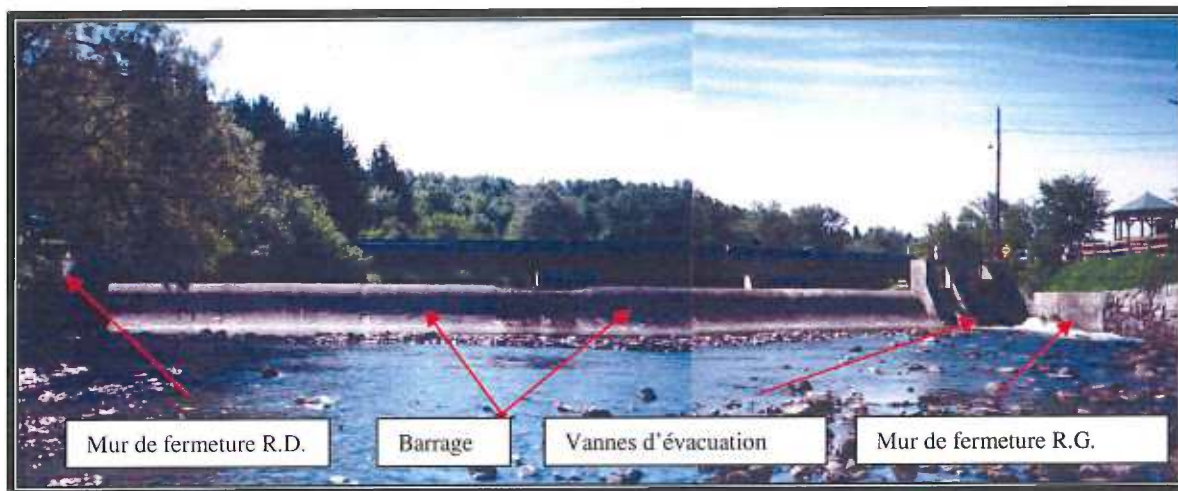 Mur de fermeture R.D.
Barrage
Vannes d'évacuation
Mur de fermeture R.G.